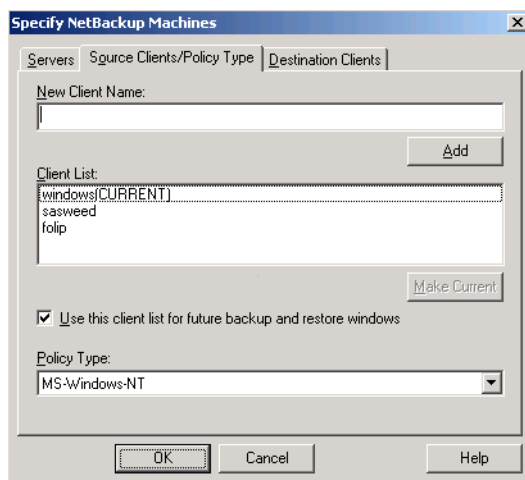 Specify NetBackup Machines
Servers
Source Clients/Policy Type
Destination Clients
New Client Name:
Add
Client List:
windows(CURRENT)
sasweed
folip
Make Current
Use this client list for future backup and restore windows
Policy Type:
MS-Windows-NT
OK
Cancel
Help